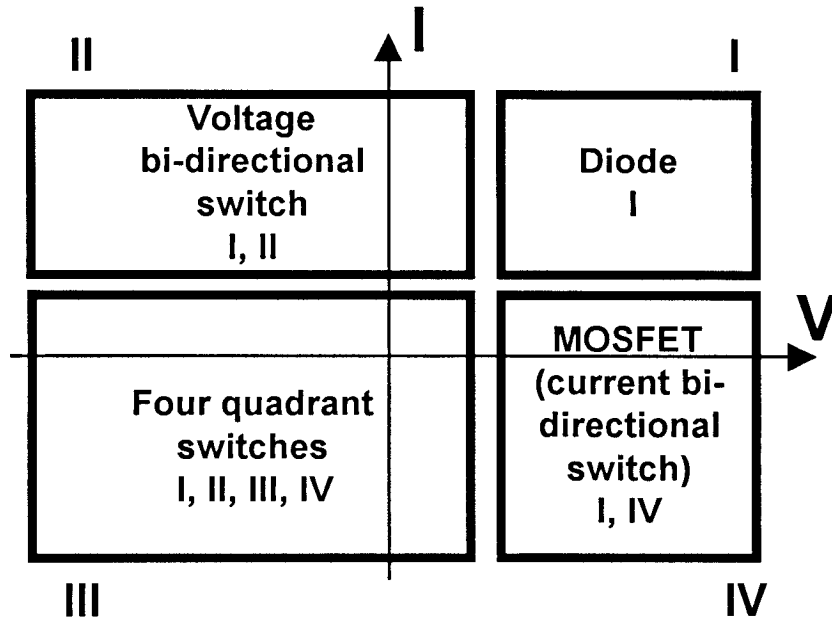 II
I
I
Voltage
bi-directional
switch
I, II
Diode
I
V
Four quadrant
switches
I, II, III, IV
MOSFET
(current bi-
directional
switch)
I, IV
III
IV